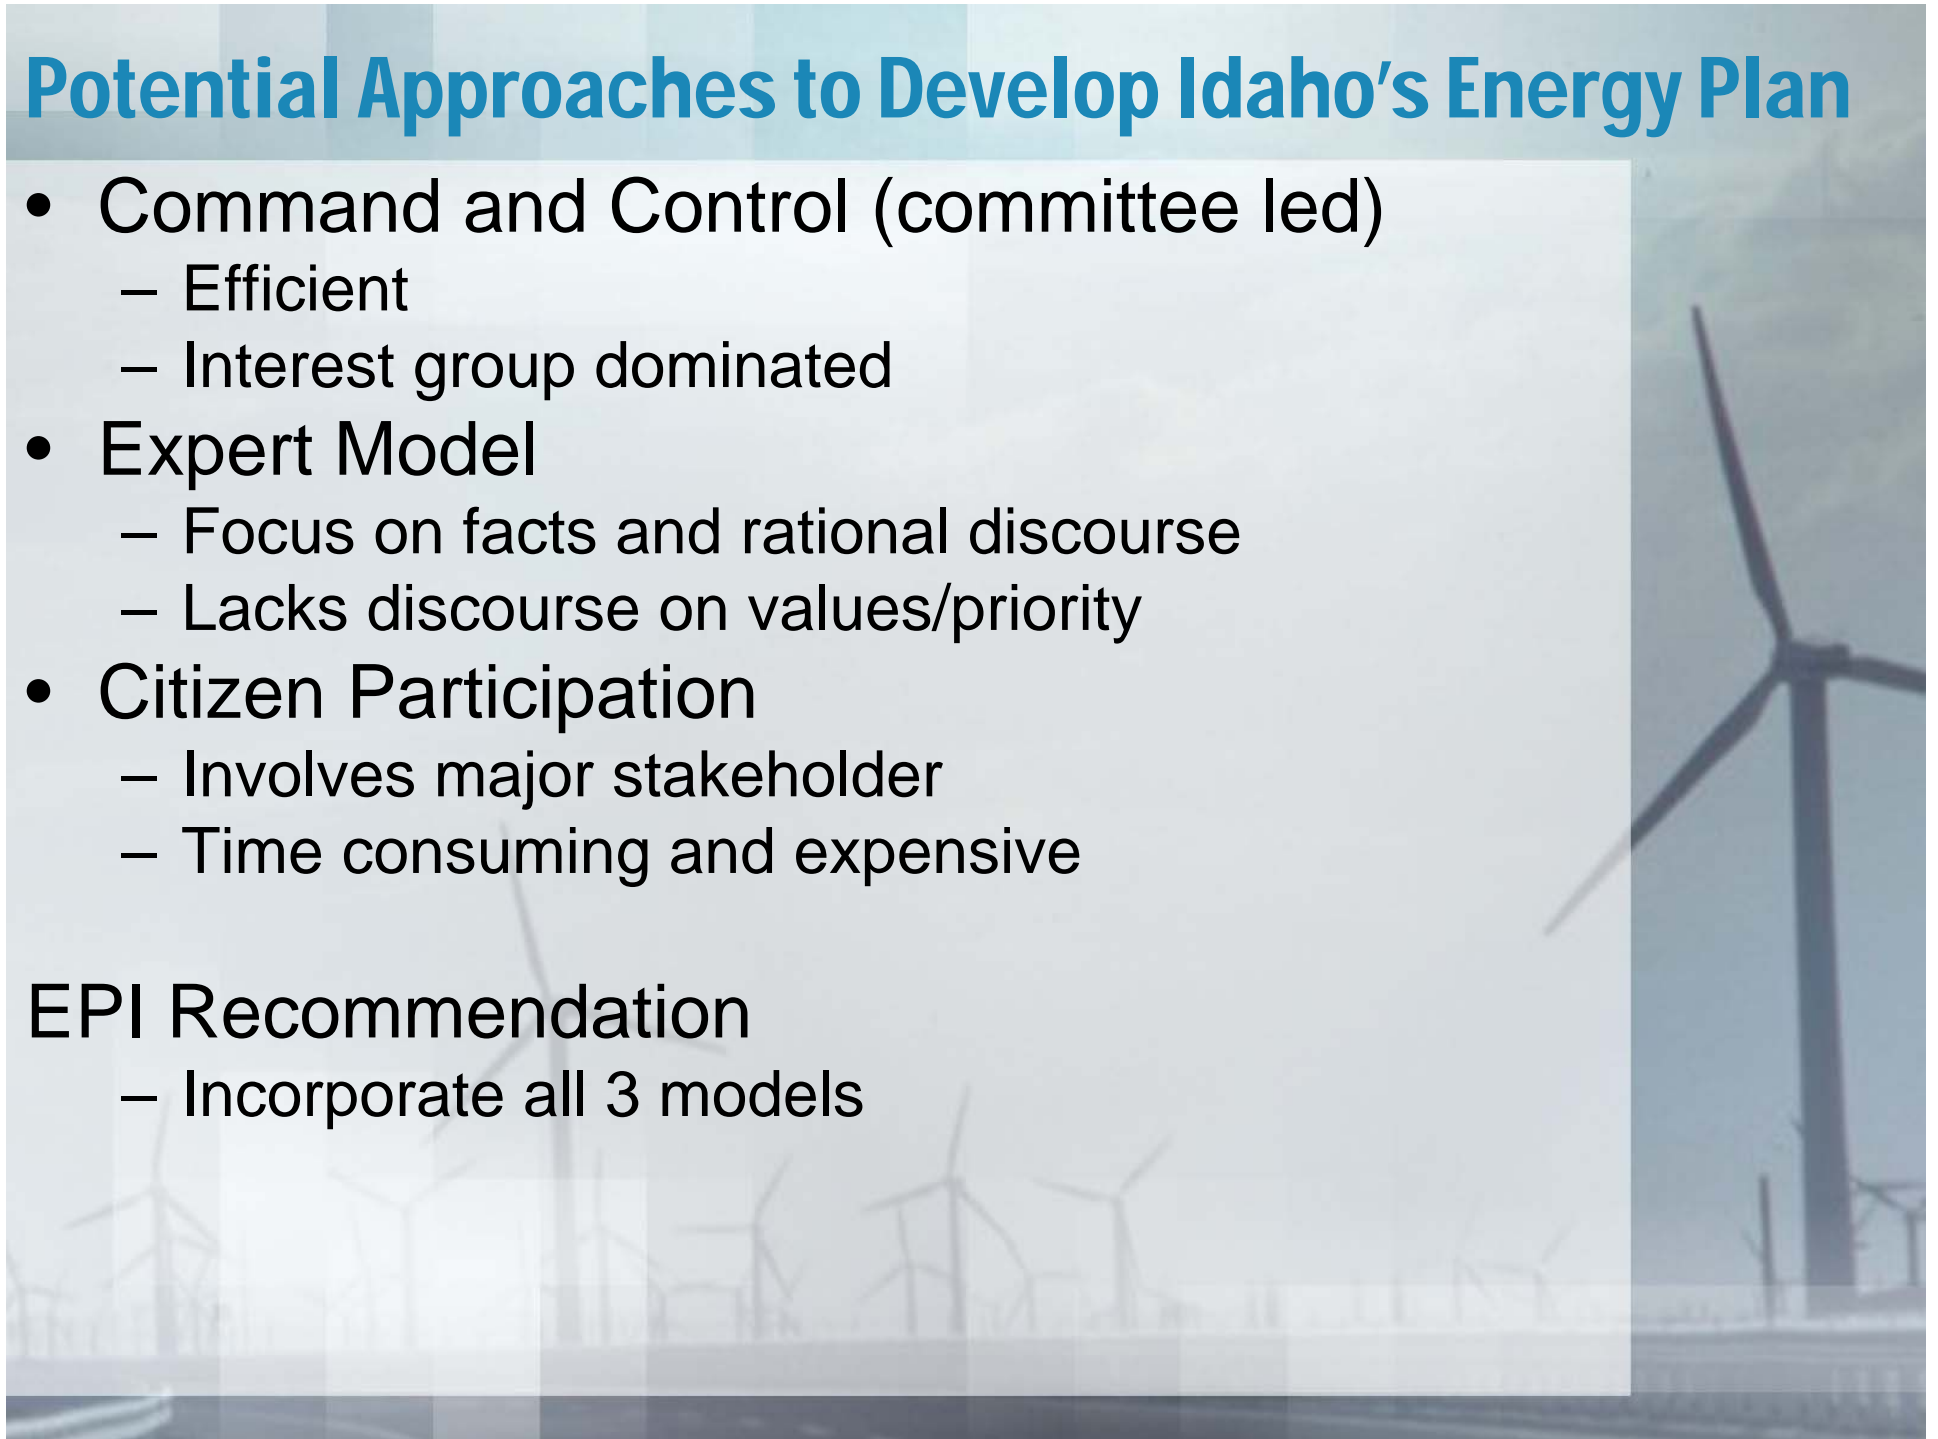 Potential Approaches to Develop Idaho's Energy Plan
• Command and Control (committee led)
– Efficient
– Interest group dominated
• Expert Model
– Focus on facts and rational discourse
– Lacks discourse on values/priority
• Citizen Participation
– Involves major stakeholder
– Time consuming and expensive
EPI Recommendation
– Incorporate all 3 models